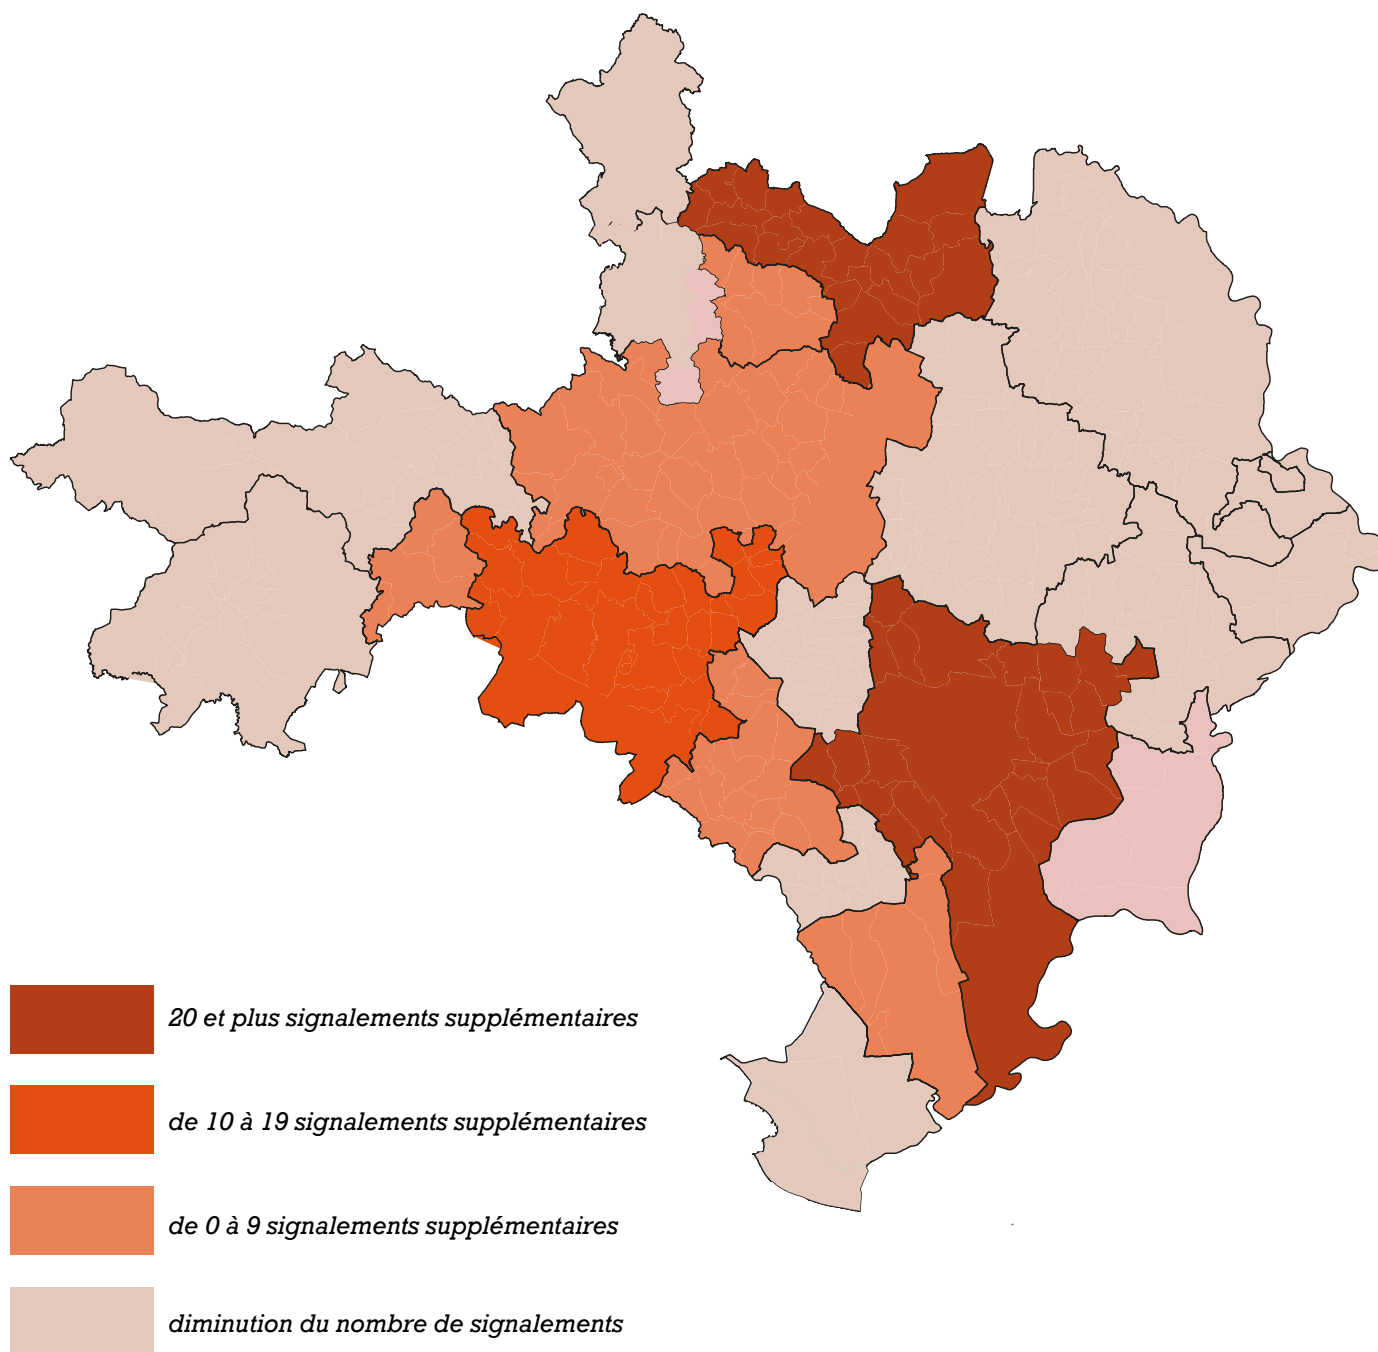 20 et plus signalements supplémentaires
de 10 à 19 signalements supplémentaires
de 0 à 9 signalements supplémentaires
diminution du nombre de signalements